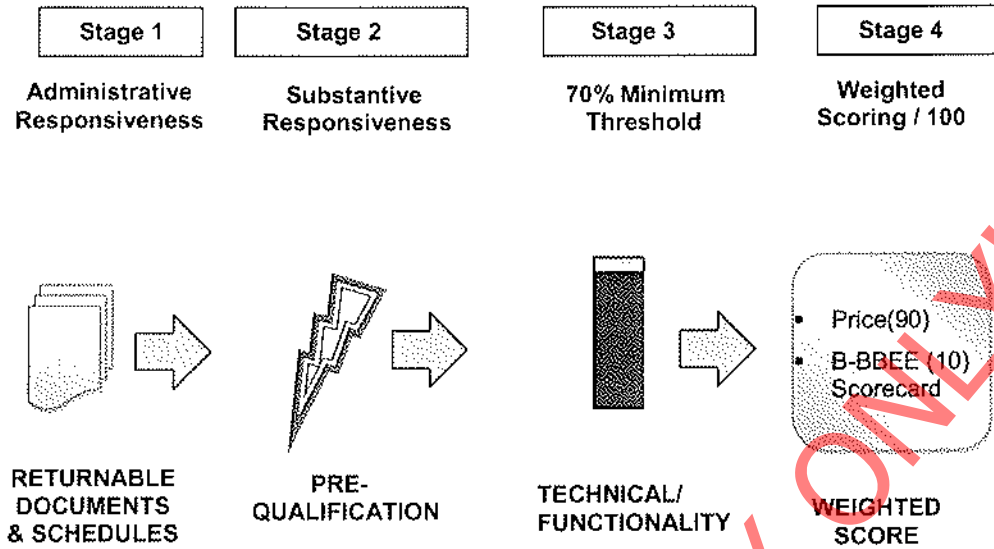 Stage 1
Stage 2
Stage 3
Stage 4
Administrative
Responsiveness
Substantive
Responsiveness
70% Minimum
Threshold
Weighted
Scoring / 100
Price(90)
B-BBEE (10)
Scorecard
RETURNABLE
DOCUMENTS
& SCHEDULES
PRE-
QUALIFICATION
TECHNICAL/
FUNCTIONALITY
WEIGHTED
SCORE
ONLY